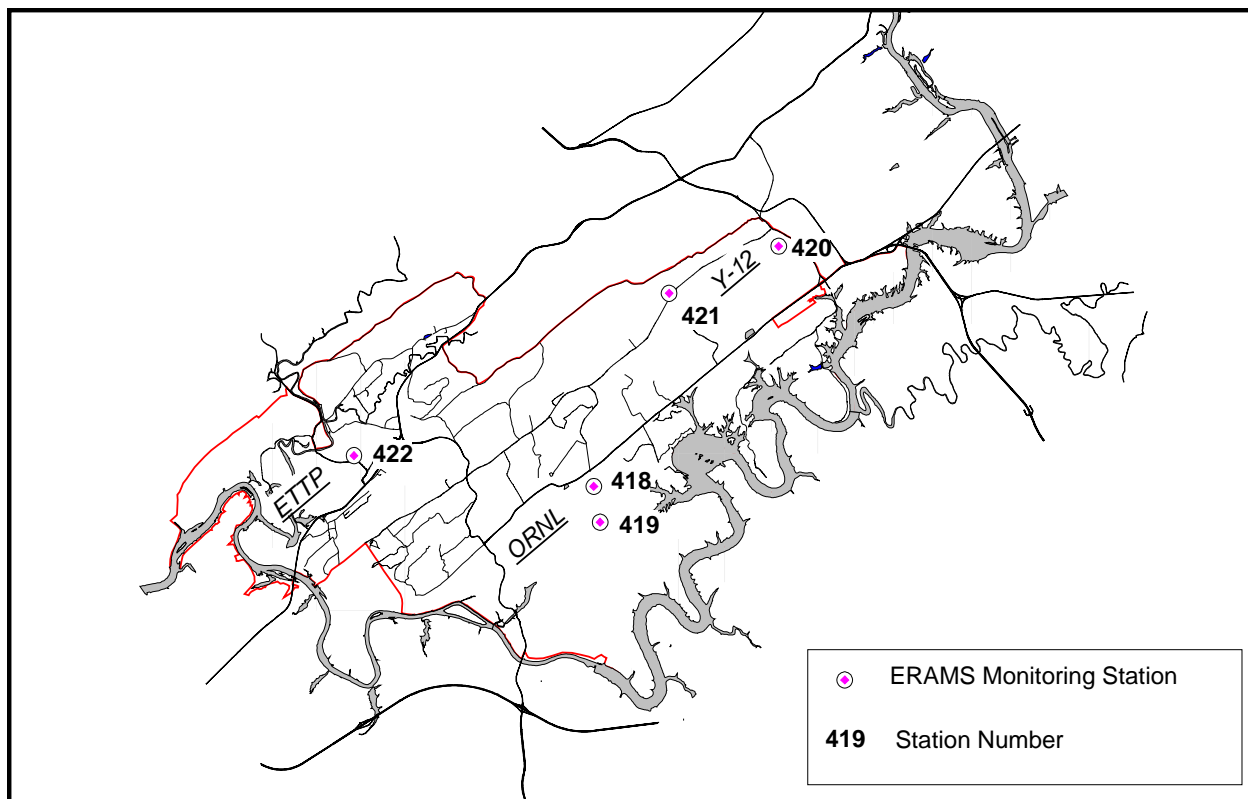 420
Y-12
421
422
ETTP
418
ORNL
419
ERAMS Monitoring Station
419 Station Number